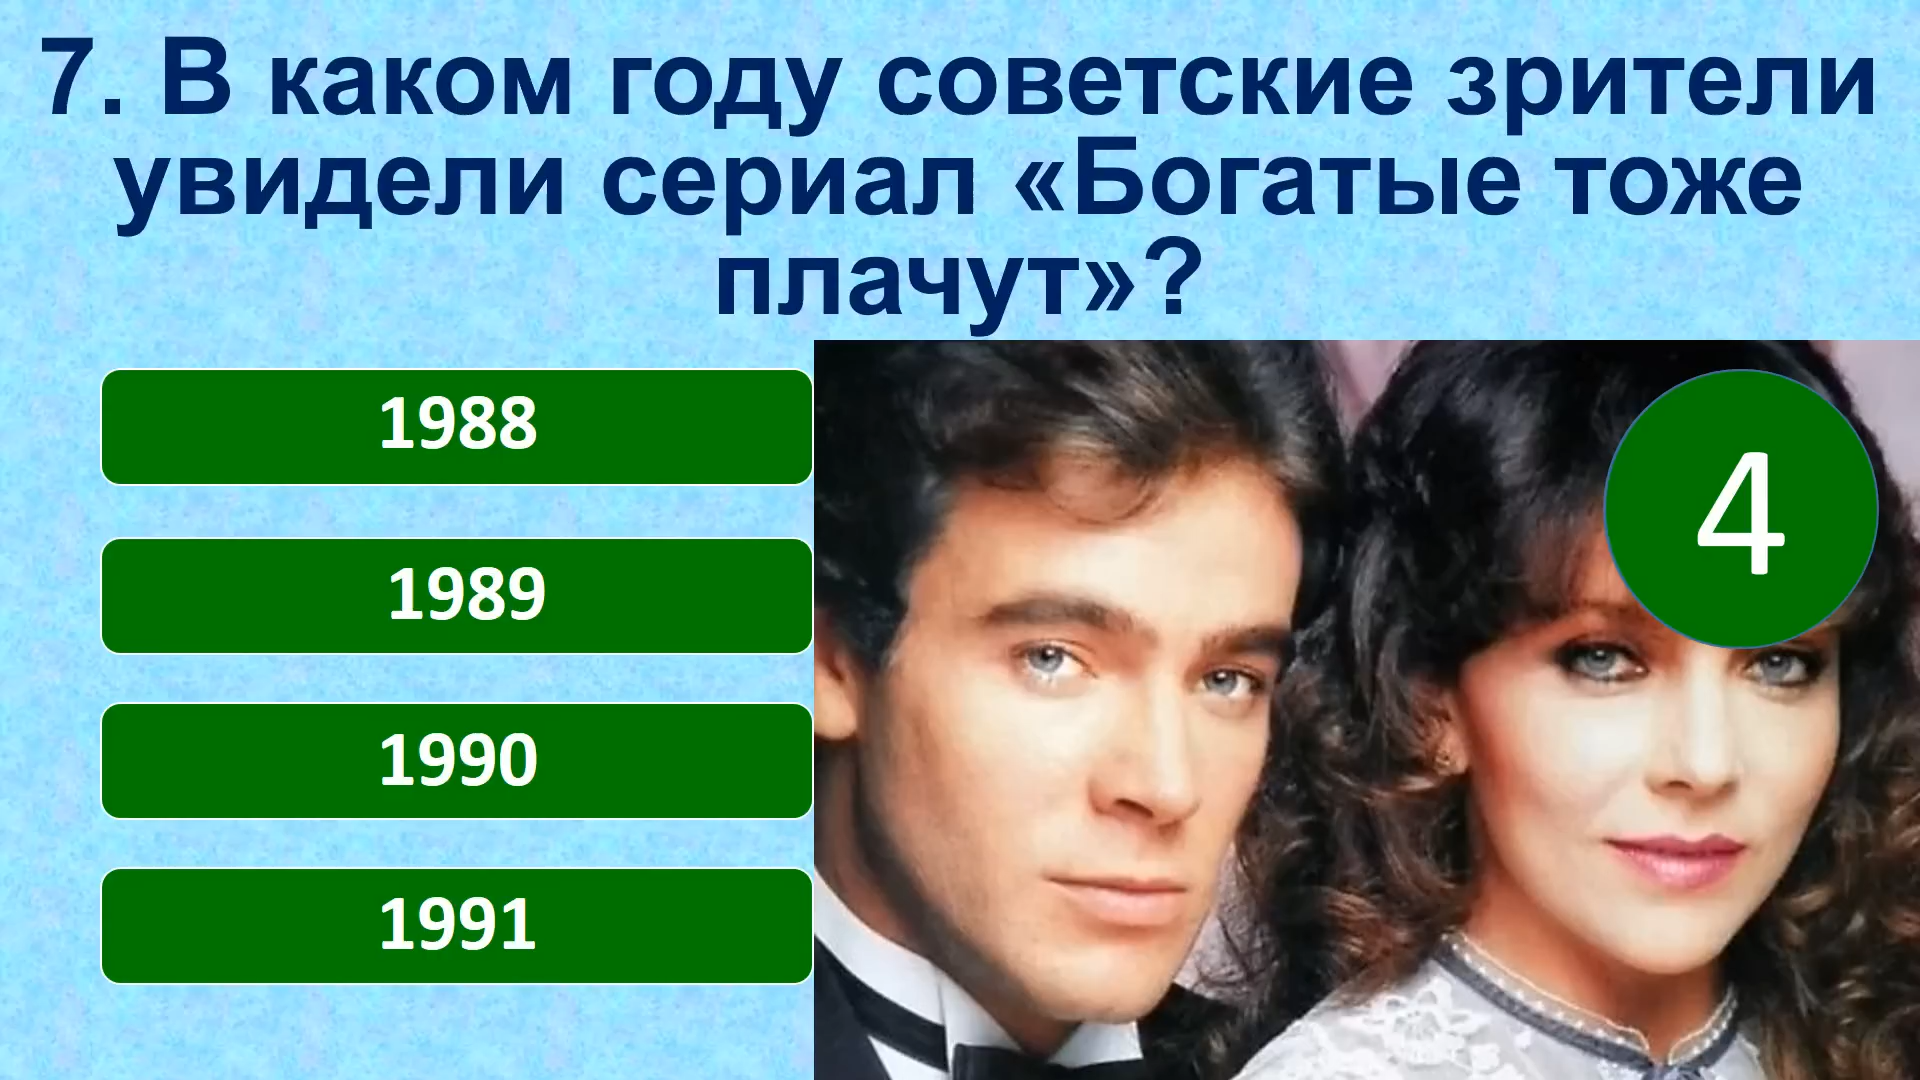 7. В каком году советские зрители
увидели сериал «Богатые тоже
плачут»?
1988
4
1989
1990
1991